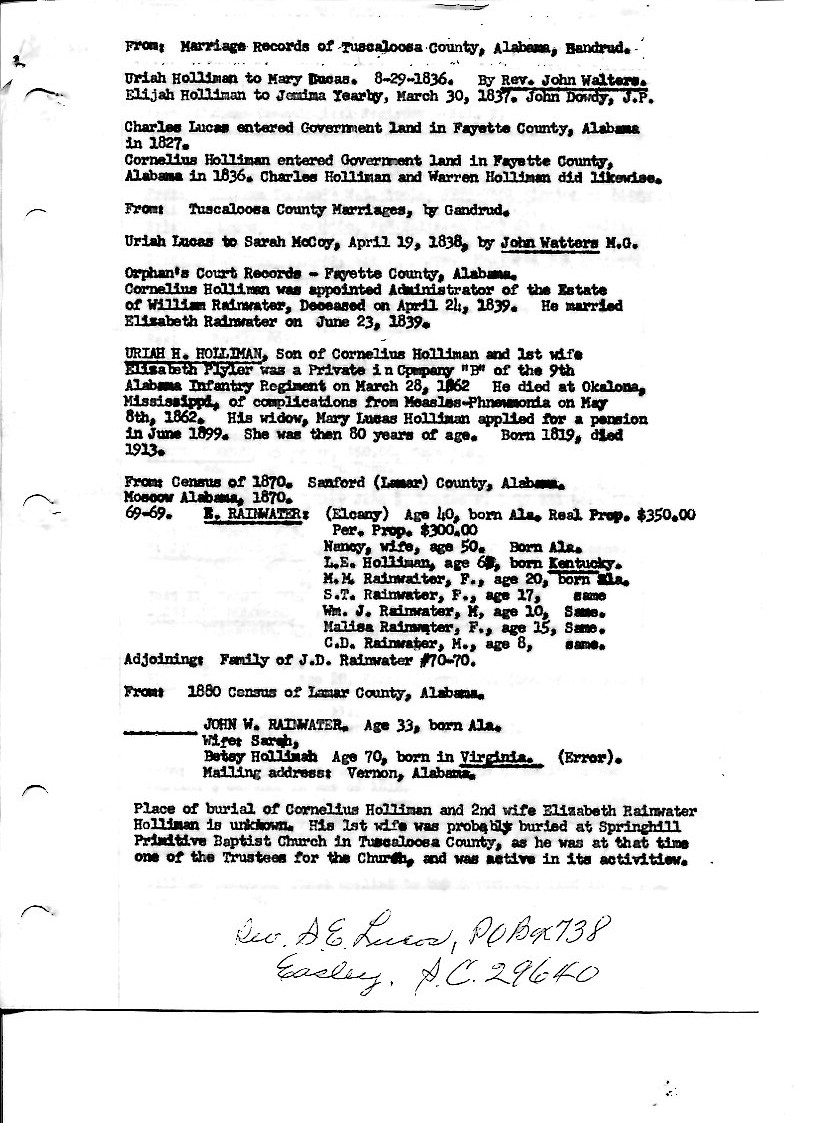 From: Marriage Records of Tuscaloosa County, Alabama, Gandrud.
Uriah Holliman to Mary Lucas. 8-29-1836. By Rev. John Walters.
Elijah Holliman to Jemima Yearby, March 30, 1837. John Dowdy, J.P.
Charles Lucas entered Government land in Fayette County, Alabama
in 1827.
Cornelius Holliman entered Government land in Fayette County,
Alabama in 1836. Charles Holliman and Warren Holliman did likewise.
From: Tuscaloosa County Marriages, by Gandrud.
Uriah Lucas to Sarah McCoy, April 19, 1838, by John Watters M.G.
Orphan's Court Records - Fayette County, Alabama.
Cornelius Holliman was appointed Administrator of the Estate
of William Rainwater, Deceased on April 24, 1839. He married
Elizabeth Rainwater on June 23, 1839.
URIAH H. HOLLIMAN, Son of Cornelius Holliman and 1st wife
Elizabeth Plyler was a Private in Cpmpany "B" of the 9th
Alabama Infantry Regiment on March 28, 1862 He died at Okalona,
Mississippi, of complications from Measles-Phneumonia on May
8th, 1862. His widow, Mary Lucas Holliman applied for a pension
in June 1899. She was then 80 years of age. Born 1819, died
1913.
From: Census of 1870. Sanford (Lamar) County, Alabama.
Moscow Alabama, 1870.
69-69. E. RAINWATER: (Elcany) Age 40, born Ala. Real Prop. $350.00
Per. Prop. $300.00
Nancy, wife, age 50. Born Ala.
L.E. Holliman, age born Kentucky.
M.M. Rainwaiter, F., age 20, born Ala.
S.T. Rainwater, F., age 17, same
Wm. J. Rainwater, M, age 10, Same.
Malisa Rainwater, F., age 15, Same.
C.D. Rainwater, M., age 8, same.
Adjoining: Family of J.D. Rainwater #70-70.
From: 1880 Census of Lamar County, Alabama.
JOHN W. RAINWATER. Age 33, born Ala.
Wife: Sarah,
Betsy Holliman Age 70, born in Virginia. (Error).
Mailing address: Vernon, Alabama.
Place of burial of Cornelius Holliman and 2nd wife Elizabeth Rainwater
Holliman is unknown. His 1st wife was probably buried at Springhill
Primitive Baptist Church in Tuscaloosa County, as he was at that time
one of the Trustees for the Church, and was active in its activities.
Rev. S.E. Lucas, PO Box 738
Easley, S.C. 29640